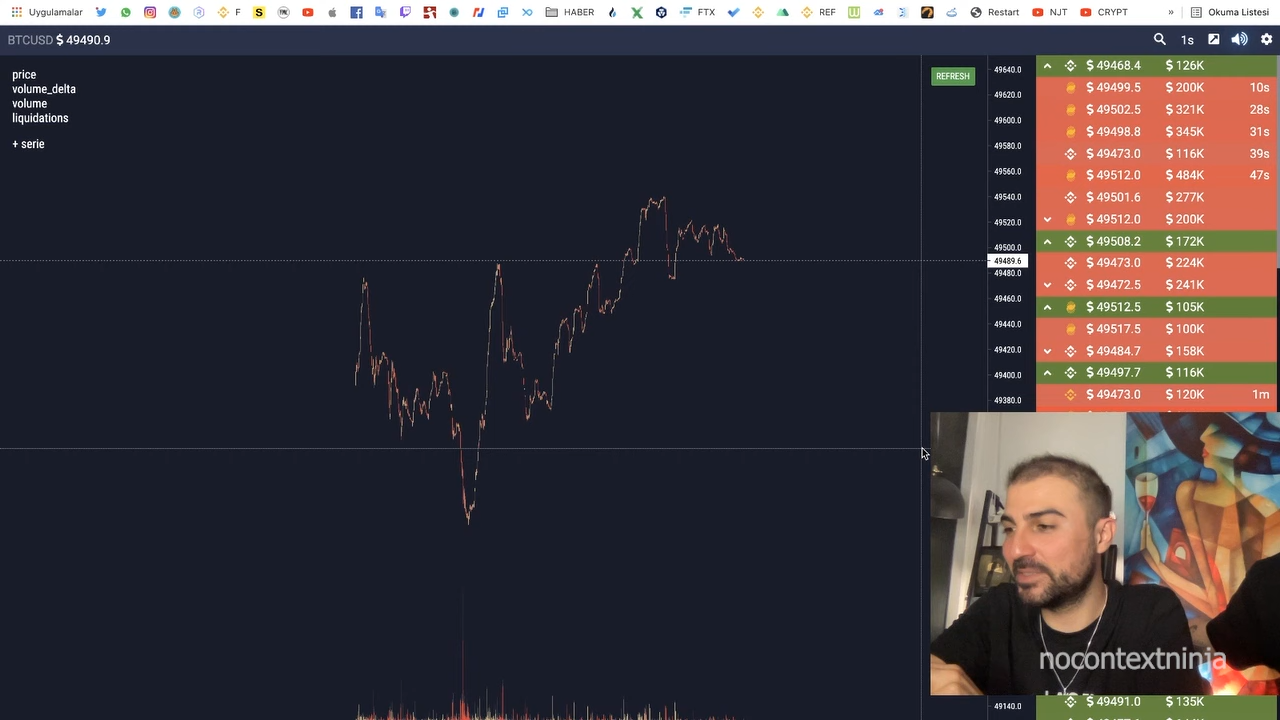 Uygulamalar F HABER FTX REF Restart NJT CRYPT » Okuma Listesi
BTCUSD $ 49490.9 1s
price
volume_delta
volume
liquidations
+ serie
REFRESH
49640.0
49620.0
49600.0
49580.0
49560.0
49540.0
49520.0
49500.0
49489.6
49480.0
49460.0
49440.0
49420.0
49400.0
49380.0
49140.0
$ 49468.4 $ 126K
$ 49499.5 $ 200K 10s
$ 49502.5 $ 321K 28s
$ 49498.8 $ 345K 31s
$ 49473.0 $ 116K 39s
$ 49512.0 $ 484K 47s
$ 49501.6 $ 277K
$ 49512.0 $ 200K
$ 49508.2 $ 172K
$ 49473.0 $ 224K
$ 49472.5 $ 241K
$ 49512.5 $ 105K
$ 49517.5 $ 100K
$ 49484.7 $ 158K
$ 49497.7 $ 116K
$ 49473.0 $ 120K 1m
nocontextninja
$ 49491.0 $ 135K